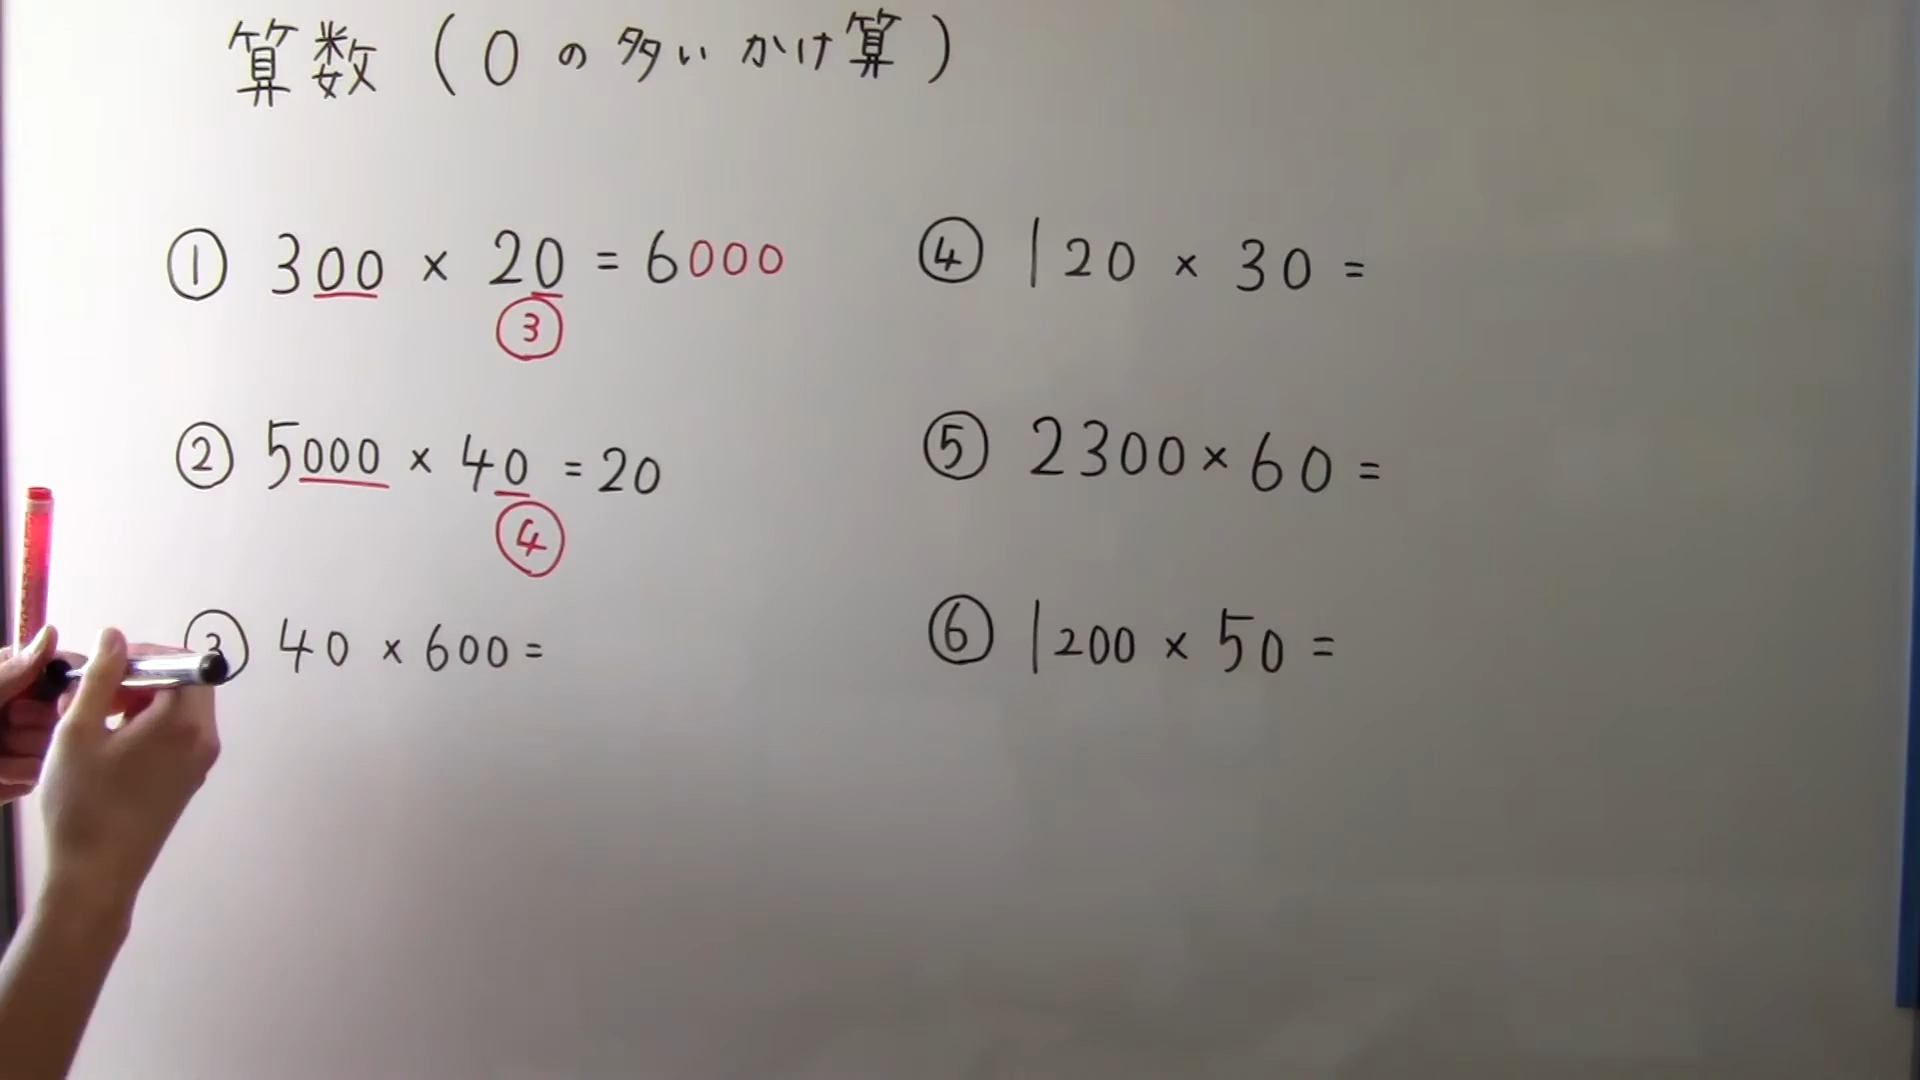 算数(0の多いかけ算)
① 300 × 20 = 6000
③
② 5000 × 40 = 20
④
③ 40 × 600 =
④ 120 × 30 =
⑤ 2300 × 60 =
⑥ 1200 × 50 =